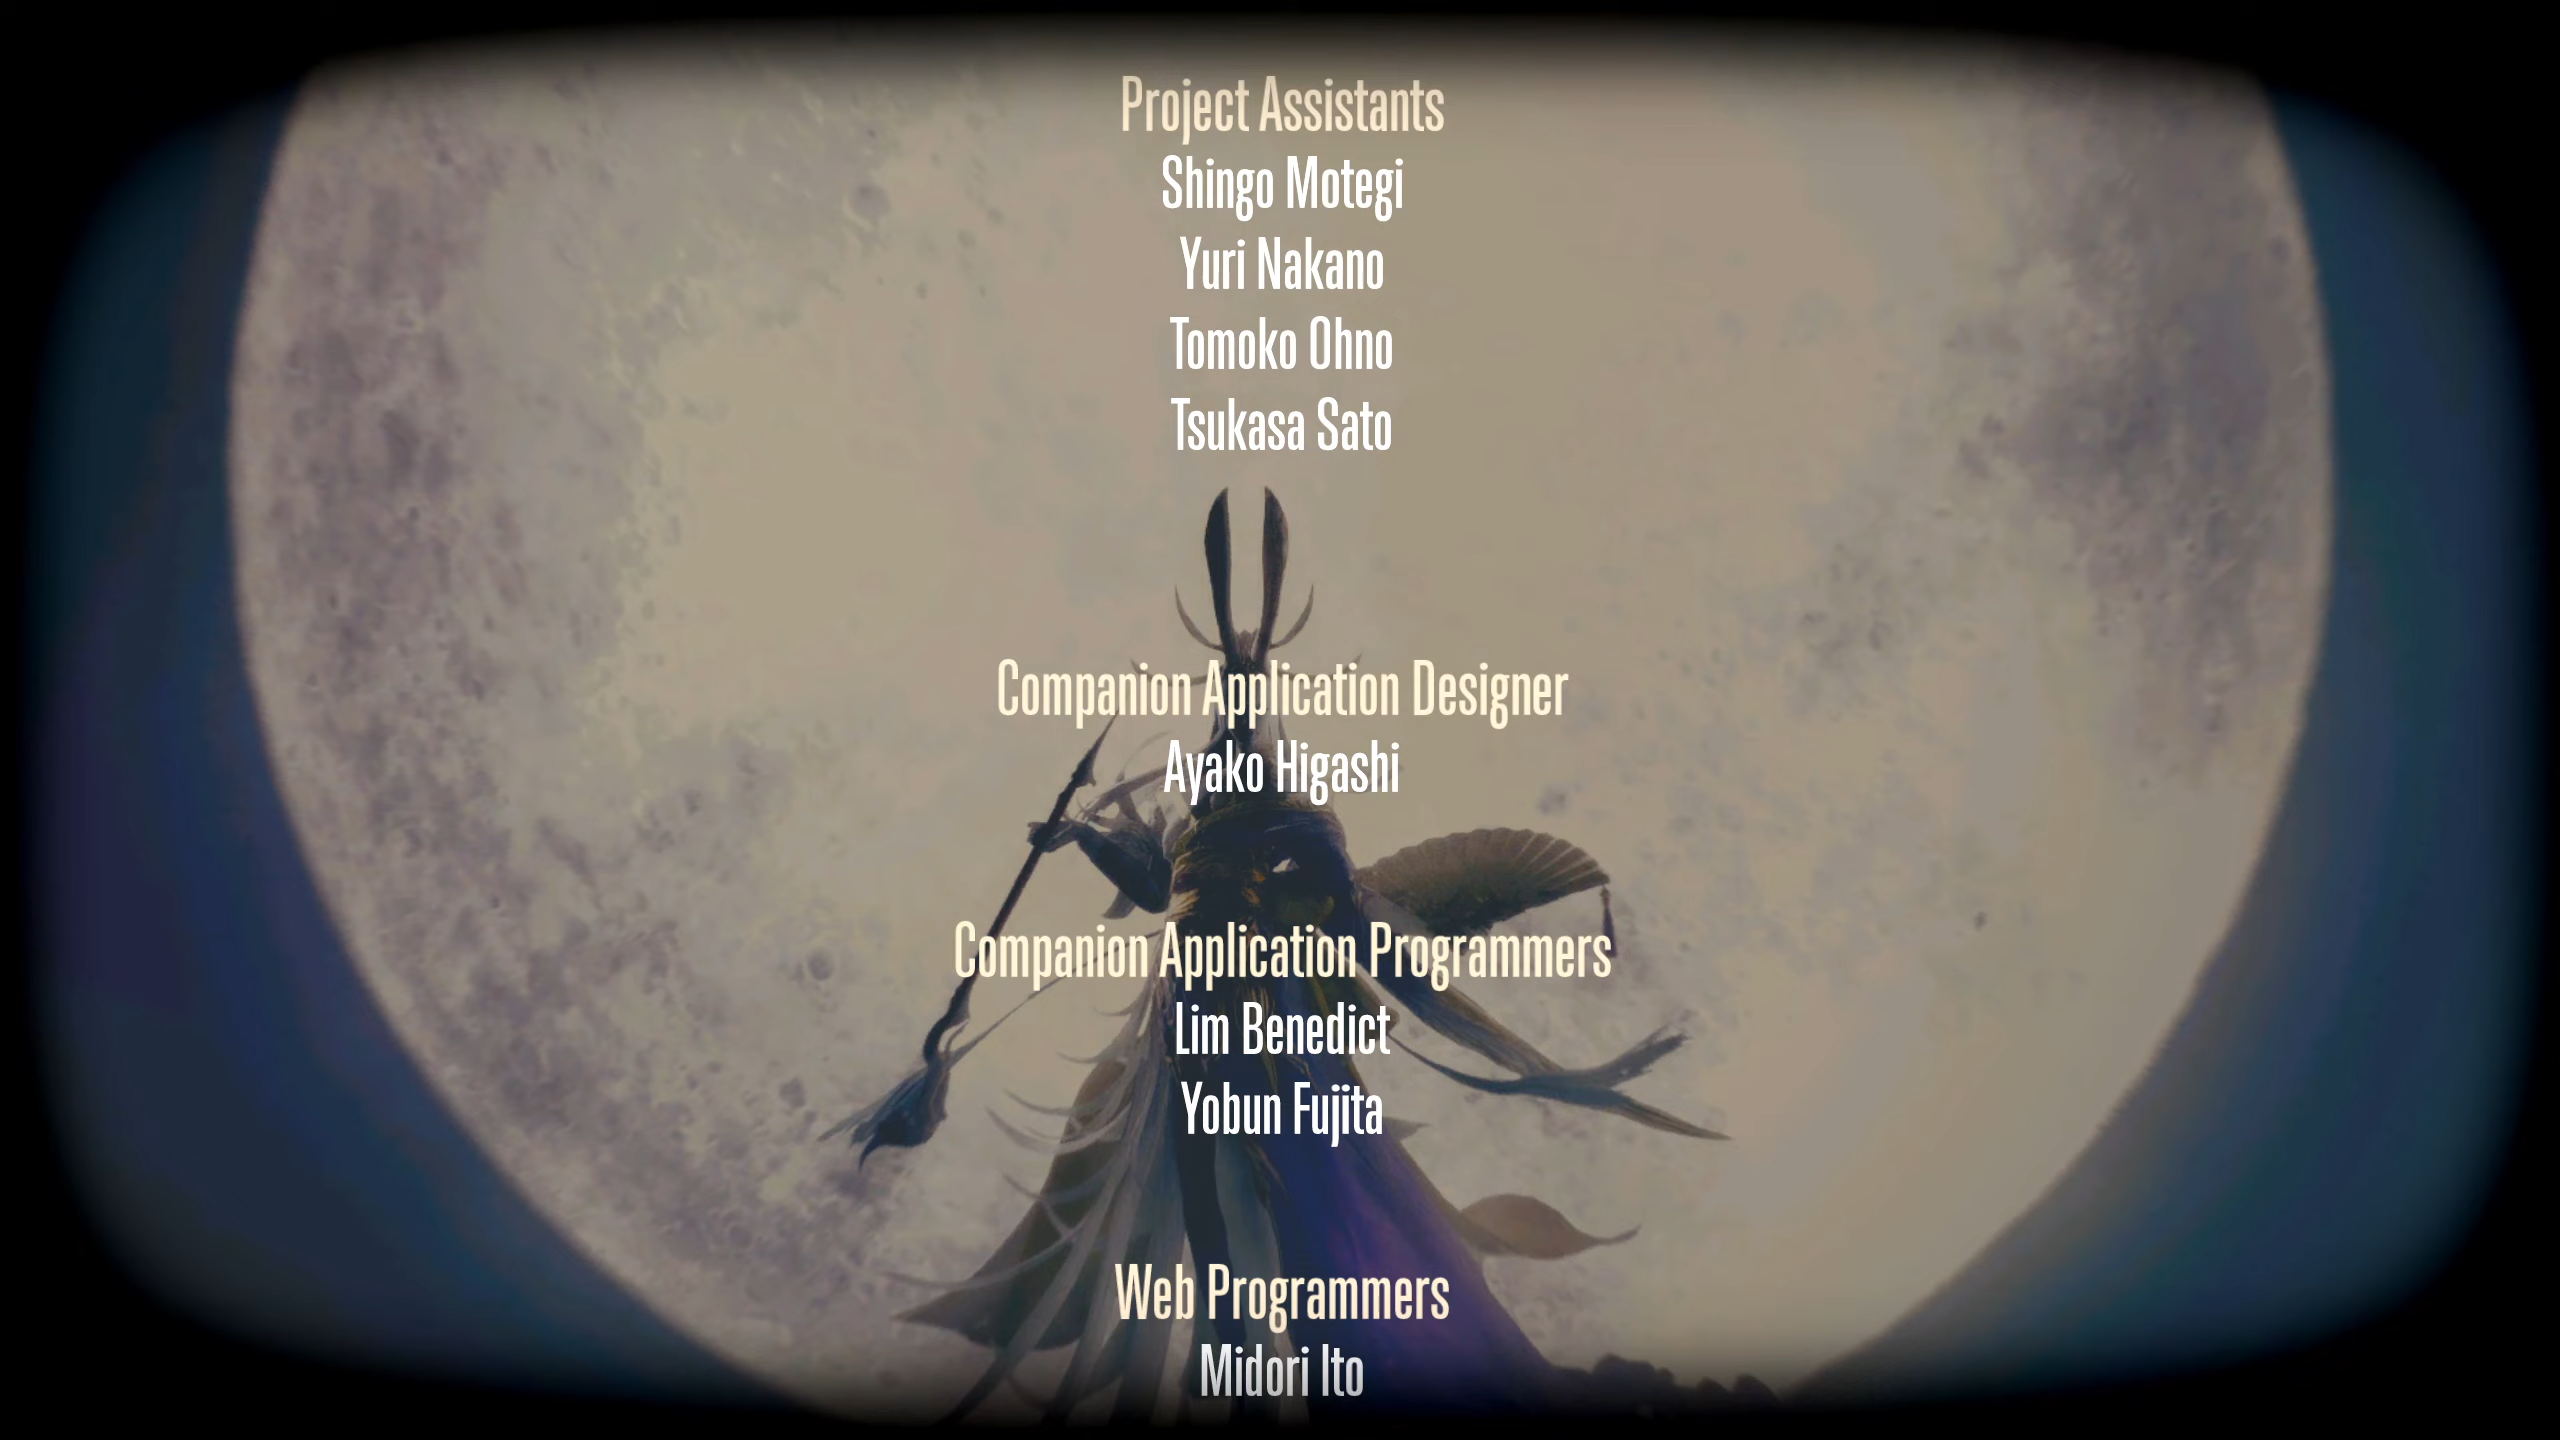 Project Assistants
Shingo Motegi
Yuri Nakano
Tomoko Ohno
Tsukasa Sato
Companion Application Designer
Ayako Higashi
Companion Application Programmers
Lim Benedict
Yobun Fujita
Web Programmers
Midori Ito